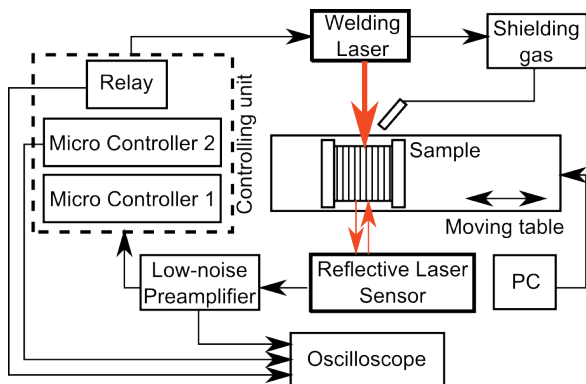 Welding
Laser
Shielding
gas
Relay
Micro Controller 2
Micro Controller 1
Controlling unit
Sample
Moving table
Low-noise
Preamplifier
Reflective Laser
Sensor
PC
Oscilloscope